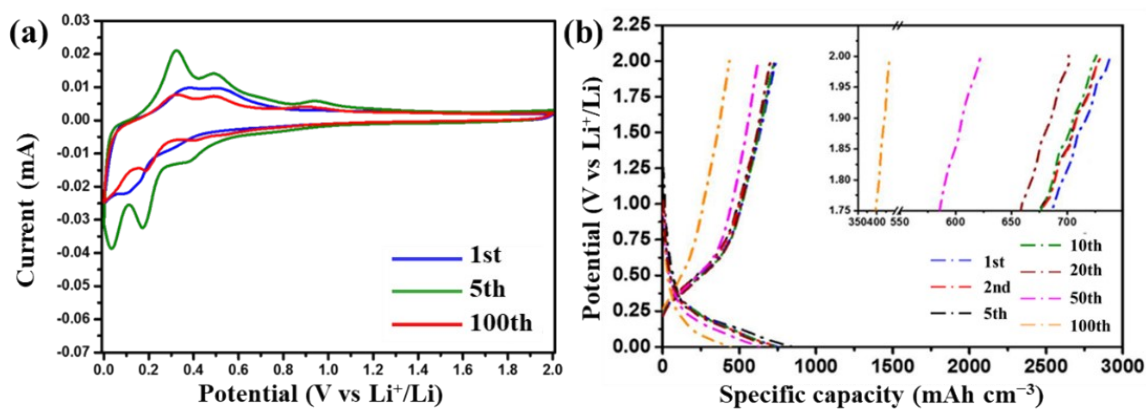 (a)
0.03
0.02
0.01
0.00
0.01
-0.02
-0.03
-0.04
-0.05
-0.06
-0.07
Current (mA)
1st
5th
100th
0.0 0.2 0.4 0.6 0.8 1.0 1.2 1.4 1.6 1.8 2.0
Potential (V vs Li⁺/Li)
(b)
2.25
2.00
1.75
1.50
1.25
1.00
0.75
0.50
0.25
0.00
Potential (V vs Li⁺/Li)
2.00
1.95
1.90
1.85
1.80
1.75
350 400 550 600 650 700
1st
2nd
5th
10th
20th
50th
100th
0 500 1000 1500 2000 2500 3000
Specific capacity (mAh cm⁻³)